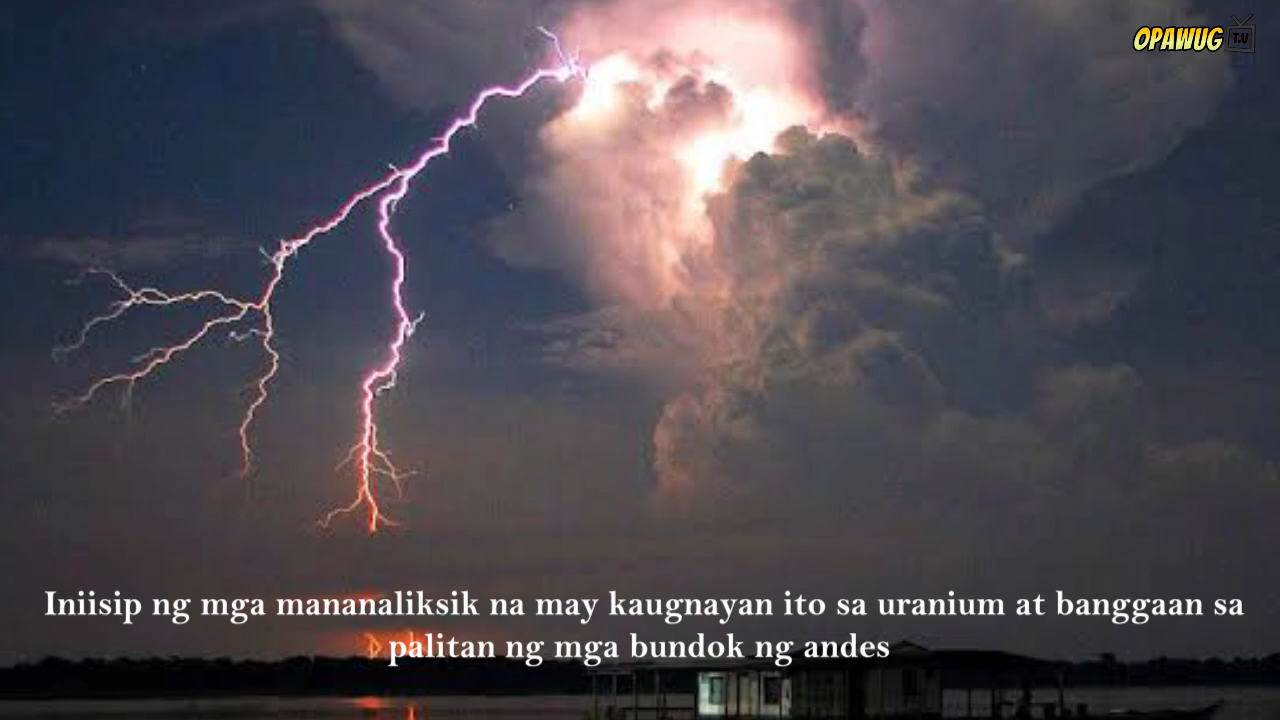 OPAWUG T.V
Iniisip ng mga mananaliksik na may kaugnayan ito sa uranium at banggaan sa
palitan ng mga bundok ng andes